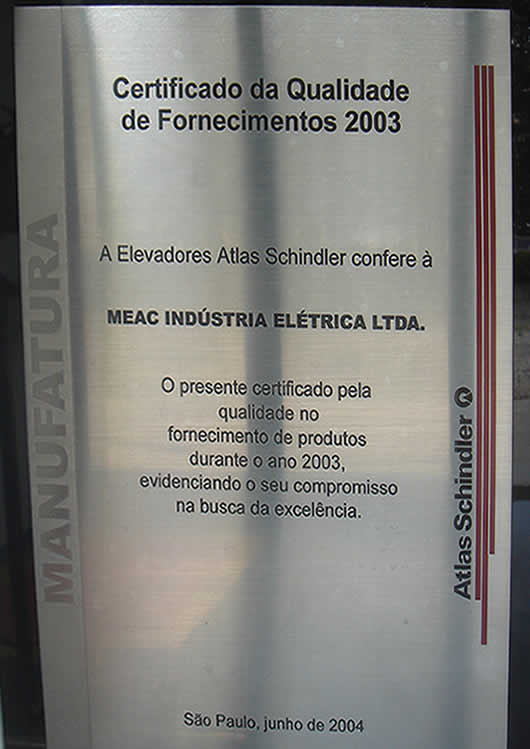 Certificado da Qualidade
de Fornecimentos 2003
A Elevadores Atlas Schindler confere à
MEAC INDÚSTRIA ELÉTRICA LTDA.
O presente certificado pela
qualidade no
fornecimento de produtos
durante o ano 2003,
evidenciando o seu compromisso
na busca da excelência.
São Paulo, junho de 2004
MANUFATURA
Atlas Schindler